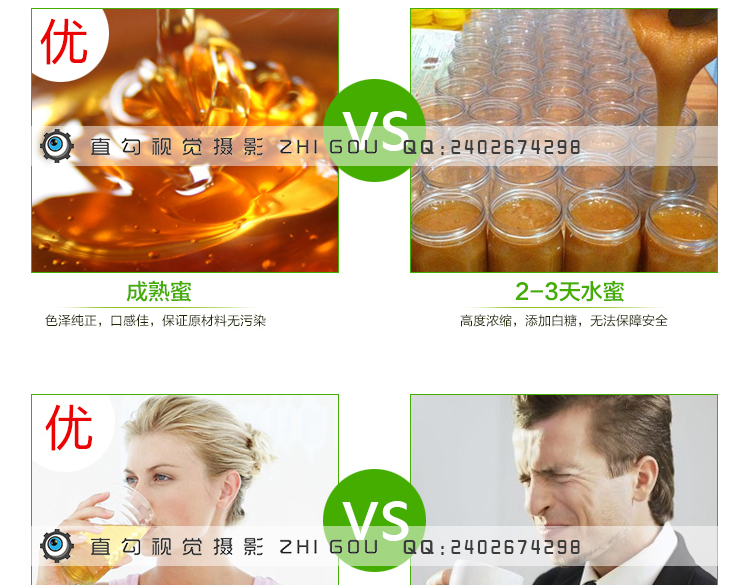 优
VS
直勾视觉摄影 ZHI GOU QQ:2402674298
成熟蜜
色泽纯正，口感佳，保证原材料无污染
2-3天水蜜
高度浓缩，添加白糖，无法保障安全
优
VS
直勾视觉摄影 ZHI GOU QQ:2402674298